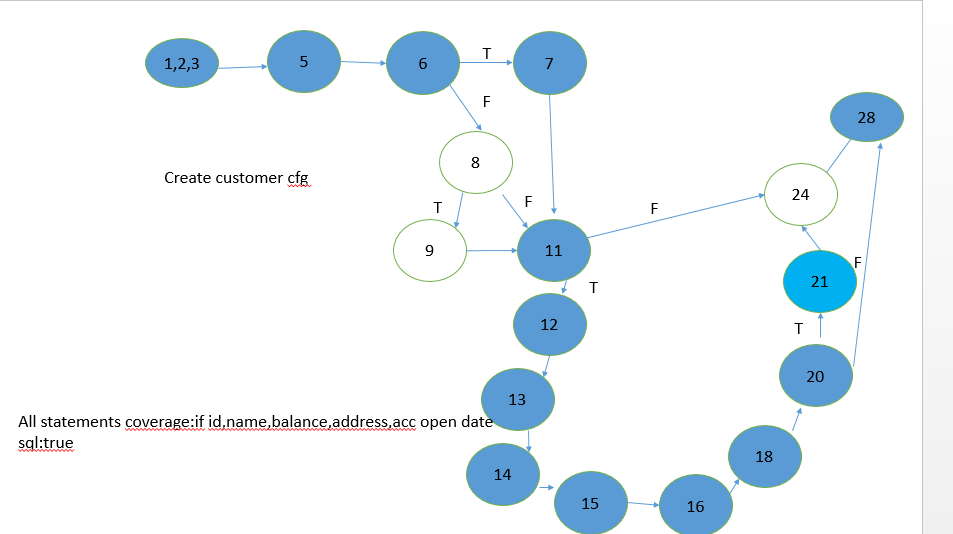 1,2,3
5
6
T
7
F
28
8
Create customer cfg
24
T
F
F
9
11
F
21
T
12
T
20
13
All statements coverage:if id,name,balance,address,acc open date
sql:true
18
14
15
16